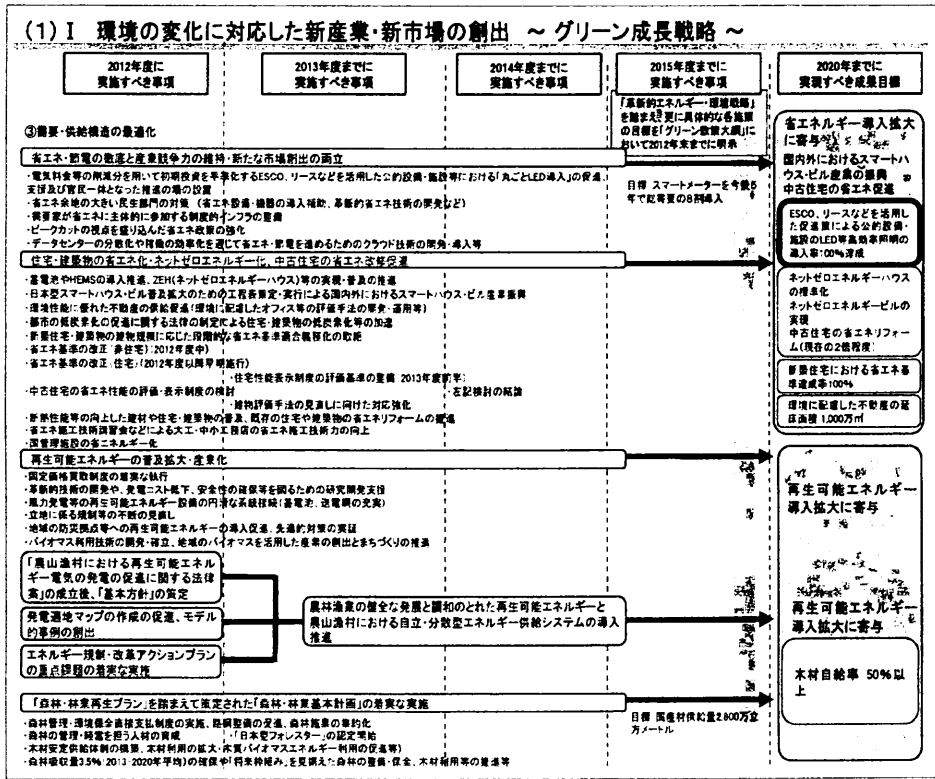 (1) I 環境の変化に対応した新産業・新市場の創出 ～ グリーン成長戦略 ～
2012年度に
実施すべき事項
2013年度までに
実施すべき事項
2014年度までに
実施すべき事項
2015年度までに
実施すべき事項
2020年までに
実現すべき成果目標
「革新的エネルギー・環境戦略」
を踏まえ更に具体的な各施策
の目標を「グリーン政策大綱」に
おいて2012年末までに明示
③需要・供給構造の最適化
省エネ・節電の徹底と産業競争力の維持・新たな市場創出の両立
・電気料金等の削減分を用いて初期投資を平準化するESCO、リースなどを活用した公的設備・施設等における「丸ごとLED導入」の促進、
支援及び官民一体となった推進の場の設置
・省エネ余地の大きい民生部門の対策 (省エネ設備・機器の導入補助、革新的省エネ技術の開発など)
・需要家が省エネに主体的に参加する制度的インフラの整備
・ピークカットの視点を盛り込んだ省エネ政策の強化
・データセンターの分散化や稼働の効率化を通じて省エネ・節電を進めるためのクラウド技術の開発・導入等
目標 スマートメーターを今後5
年で総需要の8割導入
省エネルギー導入拡大
に寄与
国内外におけるスマートハ
ウス・ビル産業の振興
中古住宅の省エネ促進
ESCO、リースなどを活用し
た促進策による公的設備・
施設のLED等高効率照明の
導入率:100%達成
住宅・建築物の省エネ化・ネットゼロエネルギー化、中古住宅の省エネ改修促進
・蓄電池やHEMSの導入推進、ZEH(ネットゼロエネルギーハウス)等の実現・普及の推進
・日本型スマートハウス・ビル普及拡大のための工程表策定・実行による国内外におけるスマートハウス・ビル産業振興
・環境性能に優れた不動産の供給促進(環境に配慮したオフィス等の評価手法の開発・運用等)
・都市の低炭素化の促進に関する法律の制定による住宅・建築物の低炭素化等の加速
・新築住宅・建築物の建物規模に応じた段階的な省エネ基準適合義務化の取組
・省エネ基準の改正(非住宅):2012年度中)
・省エネ基準の改正(住宅):(2012年度以降早期施行)
・住宅性能表示制度の評価基準の整備(2013年度前半)
・中古住宅の省エネ性能の評価・表示制度の検討
・左記検討の結論
・建物評価手法の見直しに向けた対応強化
・断熱性能等の向上した建材や住宅・建築物の普及、既存の住宅や建築物の省エネリフォームの推進
・省エネ施工技術講習会などによる大工・中小工務店の省エネ施工技術力の向上
・国管理施設の省エネルギー化
ネットゼロエネルギーハウス
の標準化
ネットゼロエネルギービルの
実現
中古住宅の省エネリフォー
ム(現在の2倍程度)
新築住宅における省エネ基
準達成率100%
環境に配慮した不動産の延
床面積 1,000万㎡
再生可能エネルギーの普及拡大・産業化
・固定価格買取制度の着実な執行
・革新的技術の開発や、発電コスト低下、安全性の確保等を図るための研究開発支援
・風力発電等の再生可能エネルギー設備の円滑な系統接続(蓄電池、送電網の充実)
・立地に係る規制等の不断の見直し
・地域の防災拠点等への再生可能エネルギーの導入促進、先進的対策の実証
・バイオマス利用技術の開発・確立、地域のバイオマスを活用した産業の創出とまちづくりの推進
再生可能エネルギー
導入拡大に寄与
「農山漁村における再生可能エネル
ギー電気の発電の促進に関する法律
案」の成立後、「基本方針」の策定
発電適地マップの作成の促進、モデル
的事例の創出
エネルギー規制・改革アクションプラン
の重点課題の着実な実施
農林漁業の健全な発展と調和のとれた再生可能エネルギーと
農山漁村における自立・分散型エネルギー供給システムの導入
推進
再生可能エネルギー
導入拡大に寄与
木材自給率 50%以
上
「森林・林業再生プラン」を踏まえて策定された「森林・林業基本計画」の着実な実施
・森林管理・環境保全直接支払制度の実施、路網整備の促進、森林施業の集約化
・森林の管理・経営を担う人材の育成
・「日本型フォレスター」の認定開始
・木材安定供給体制の構築、木材利用の拡大・木質バイオマスエネルギー利用の促進等)
・森林吸収量3.5%(2013-2020年平均)の確保や「将来枠組み」を見据えた森林の整備・保全、木材利用等の推進等
目標 国産材供給量2,800万立
方メートル